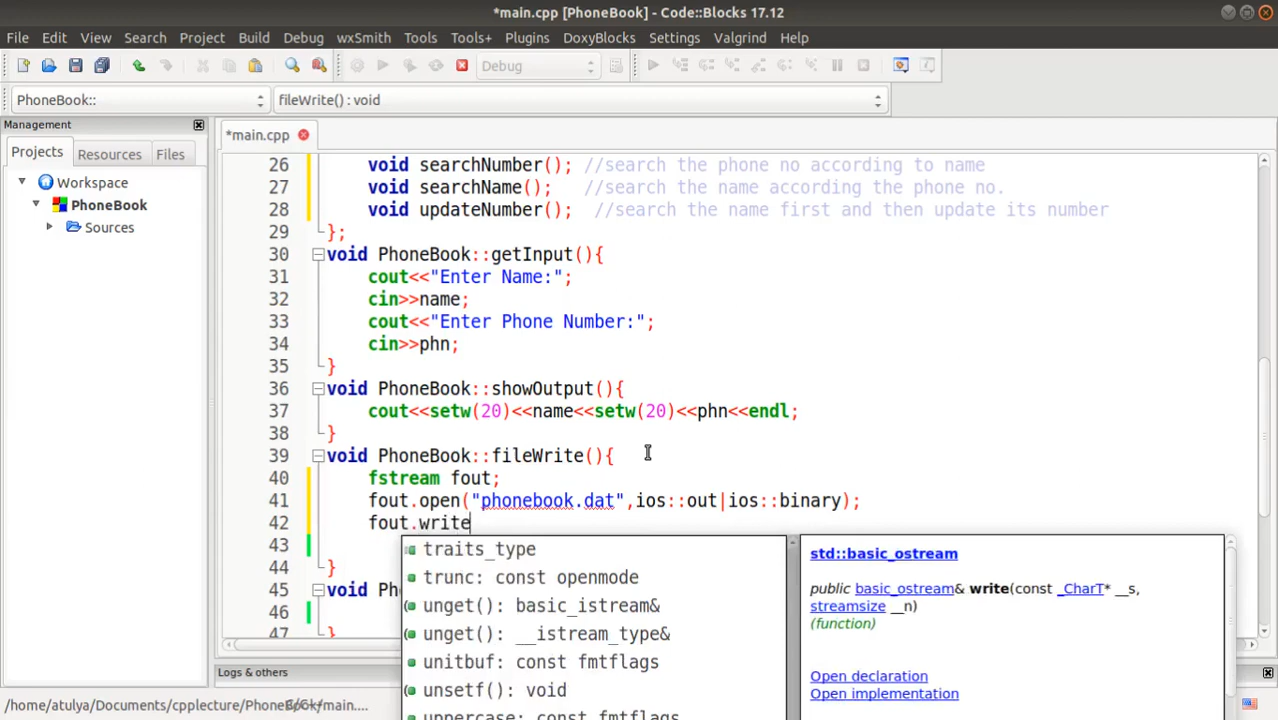 *main.cpp [PhoneBook] - Code::Blocks 17.12
File Edit View Search Project Build Debug wxSmith Tools Tools+ Plugins DoxyBlocks Settings Valgrind Help
Debug
PhoneBook:: fileWrite() : void
Management
*main.cpp
Projects Resources Files
Workspace
PhoneBook
Sources
26 void searchNumber(); //search the phone no according to name
27 void searchName(); //search the name according the phone no.
28 void updateNumber(); //search the name first and then update its number
29 };
30 void PhoneBook::getInput(){
31 cout<<"Enter Name:";
32 cin>>name;
33 cout<<"Enter Phone Number:";
34 cin>>phn;
35 }
36 void PhoneBook::showOutput(){
37 cout<<setw(20)<<name<<setw(20)<<phn<<endl;
38 }
39 void PhoneBook::fileWrite(){
40 fstream fout;
41 fout.open("phonebook.dat",ios::out|ios::binary);
42 fout.write
43
44 }
45 void Ph
46
47 }
traits_type
trunc: const openmode
unget(): basic_istream&
unget(): __istream_type&
unitbuf: const fmtflags
unsetf(): void
uppercase: const fmtflags
std::basic_ostream
public basic_ostream& write(const _CharT* __s,
streamsize __n)
(function)
Open declaration
Open implementation
Logs & others
/home/atulya/Documents/cpplecture/PhoneBook/main....